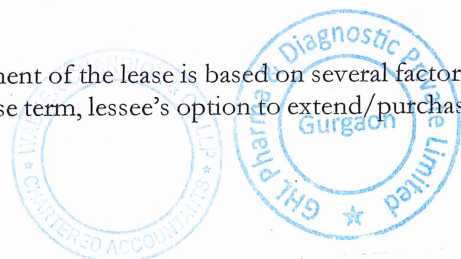 ment of the lease is based on several factor
se term, lessee's option to extend/purchas
GHL Pharma & Diagnostic Private Limited
Gurgaon
CHARTERED ACCOUNTANTS